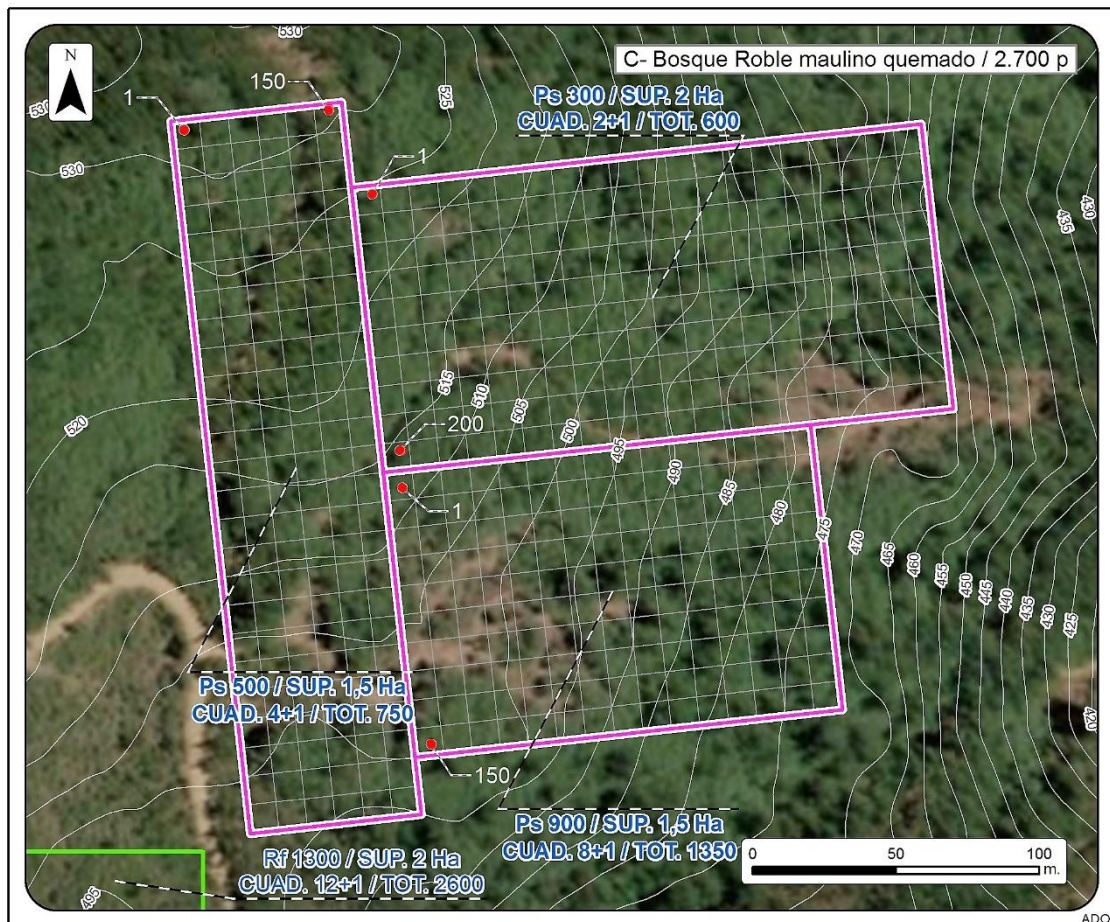 530
N
530
C- Bosque Roble maulino quemado / 2.700 p
150
525
1
Ps 300 / SUP. 2 Ha
CUAD. 2+1 / TOT. 600
530
1
430
435
515
510
505
500
495
490
485
480
475
470
465
460
455
450
445
440
435
430
425
420
520
200
1
Ps 500 / SUP. 1,5 Ha
CUAD. 4+1 / TOT. 750
150
Ps 900 / SUP. 1,5 Ha
CUAD. 8+1 / TOT. 1350
Rf 1300 / SUP. 2 Ha
CUAD. 12+1 / TOT. 2600
495
0 50 100
m.
ADO